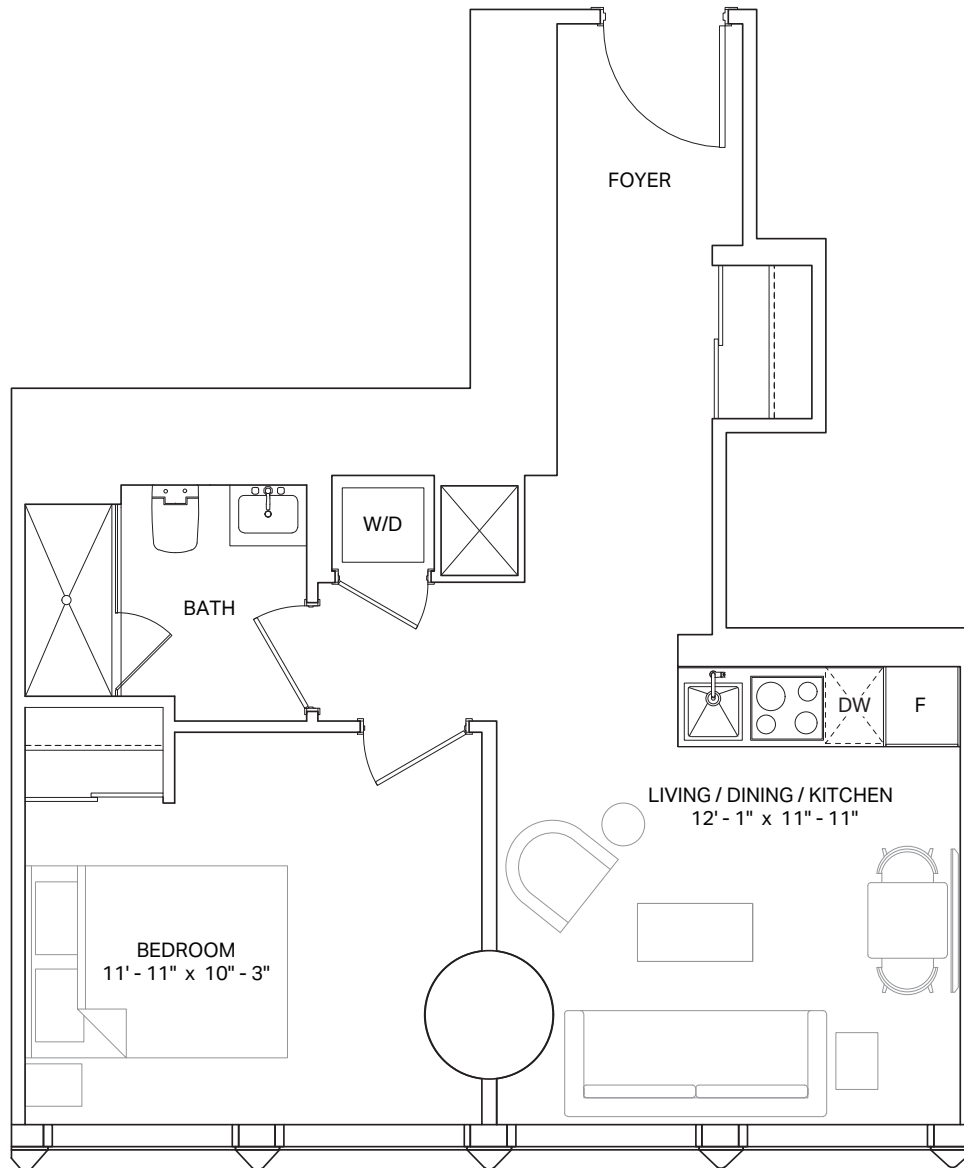 FOYER
W/D
BATH
DW
F
LIVING / DINING / KITCHEN
12' - 1" x 11" - 11"
BEDROOM
11' - 11" x 10" - 3"